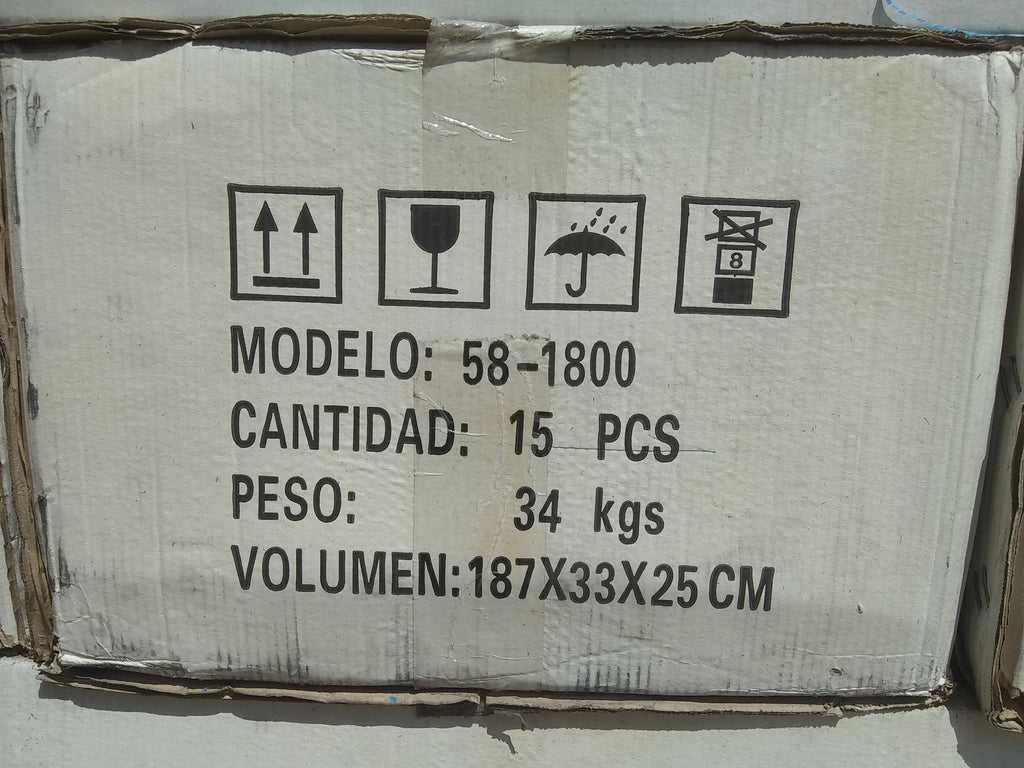 8
MODELO: 58-1800
CANTIDAD: 15 PCS
PESO: 34 kgs
VOLUMEN:187X33X25 CM